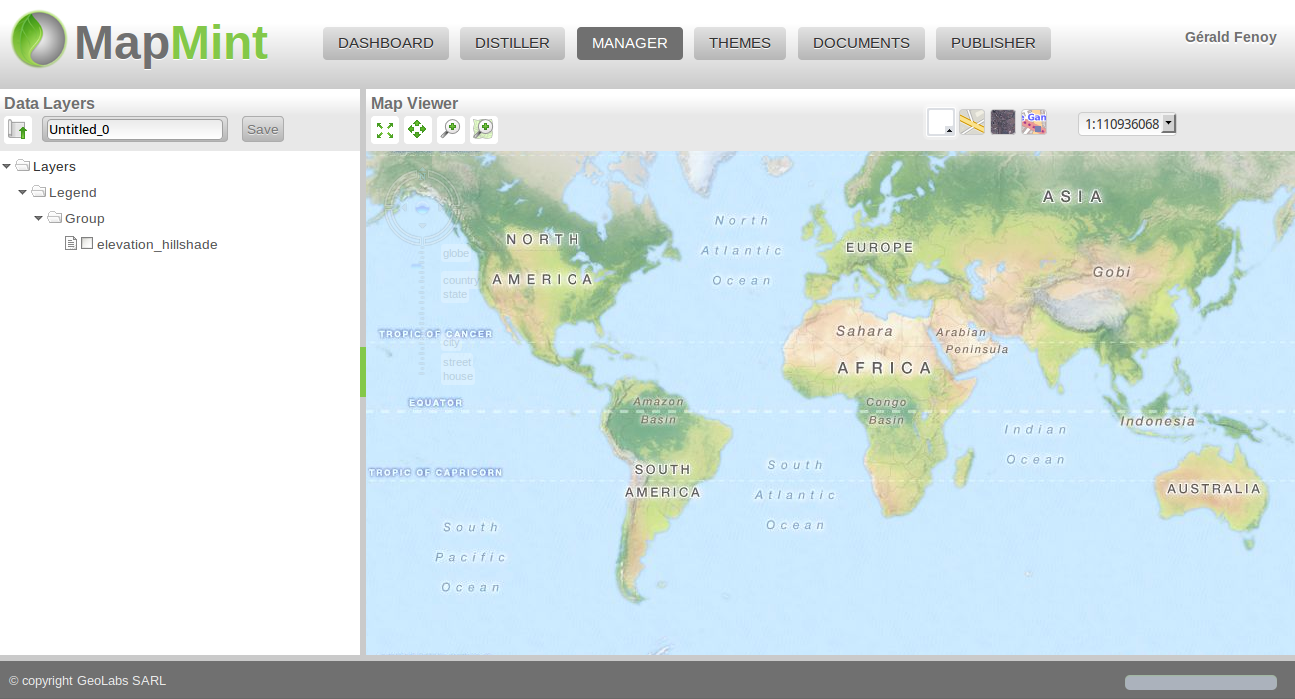 MapMint
DASHBOARD
DISTILLER
MANAGER
THEMES
DOCUMENTS
PUBLISHER
Gérald Fenoy
Data Layers
Untitled_0
Save
Map Viewer
Gan
1:110936068
Layers
Legend
Group
elevation_hillshade
globe
country
state
city
street
house
NORTH
AMERICA
North
Atlantic
Ocean
EUROPE
ASIA
Gobi
TROPIC OF CANCER
Sahara
Arabian
Peninsula
AFRICA
EQUATOR
Amazon
Basin
Congo
Basin
Indian
Ocean
Indonesia
TROPIC OF CAPRICORN
SOUTH
AMERICA
South
Atlantic
Ocean
AUSTRALIA
South
Pacific
Ocean
© copyright GeoLabs SARL